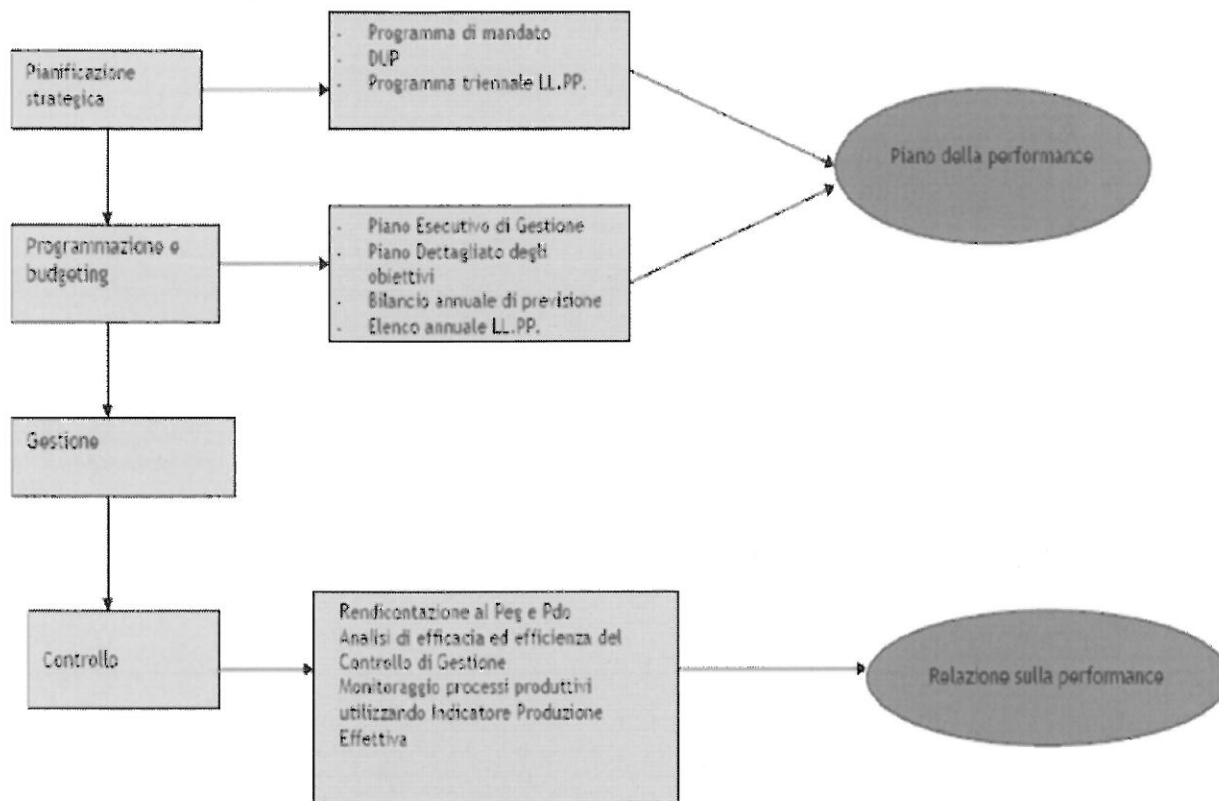 Pianificazione
strategica
- Programma di mandato
- DUP
- Programma triennale LL.PP.
Piano della performance
Programmazione e
budgeting
- Piano Esecutivo di Gestione
- Piano Dettagliato degli
obiettivi
- Bilancio annuale di previsione
- Elenco annuale LL.PP.
Gestione
Controllo
Rendicontazione al Peg e Pdo
Analisi di efficacia ed efficienza del
Controllo di Gestione
Monitoraggio processi produttivi
utilizzando Indicatore Produzione
Effettiva
Relazione sulla performance